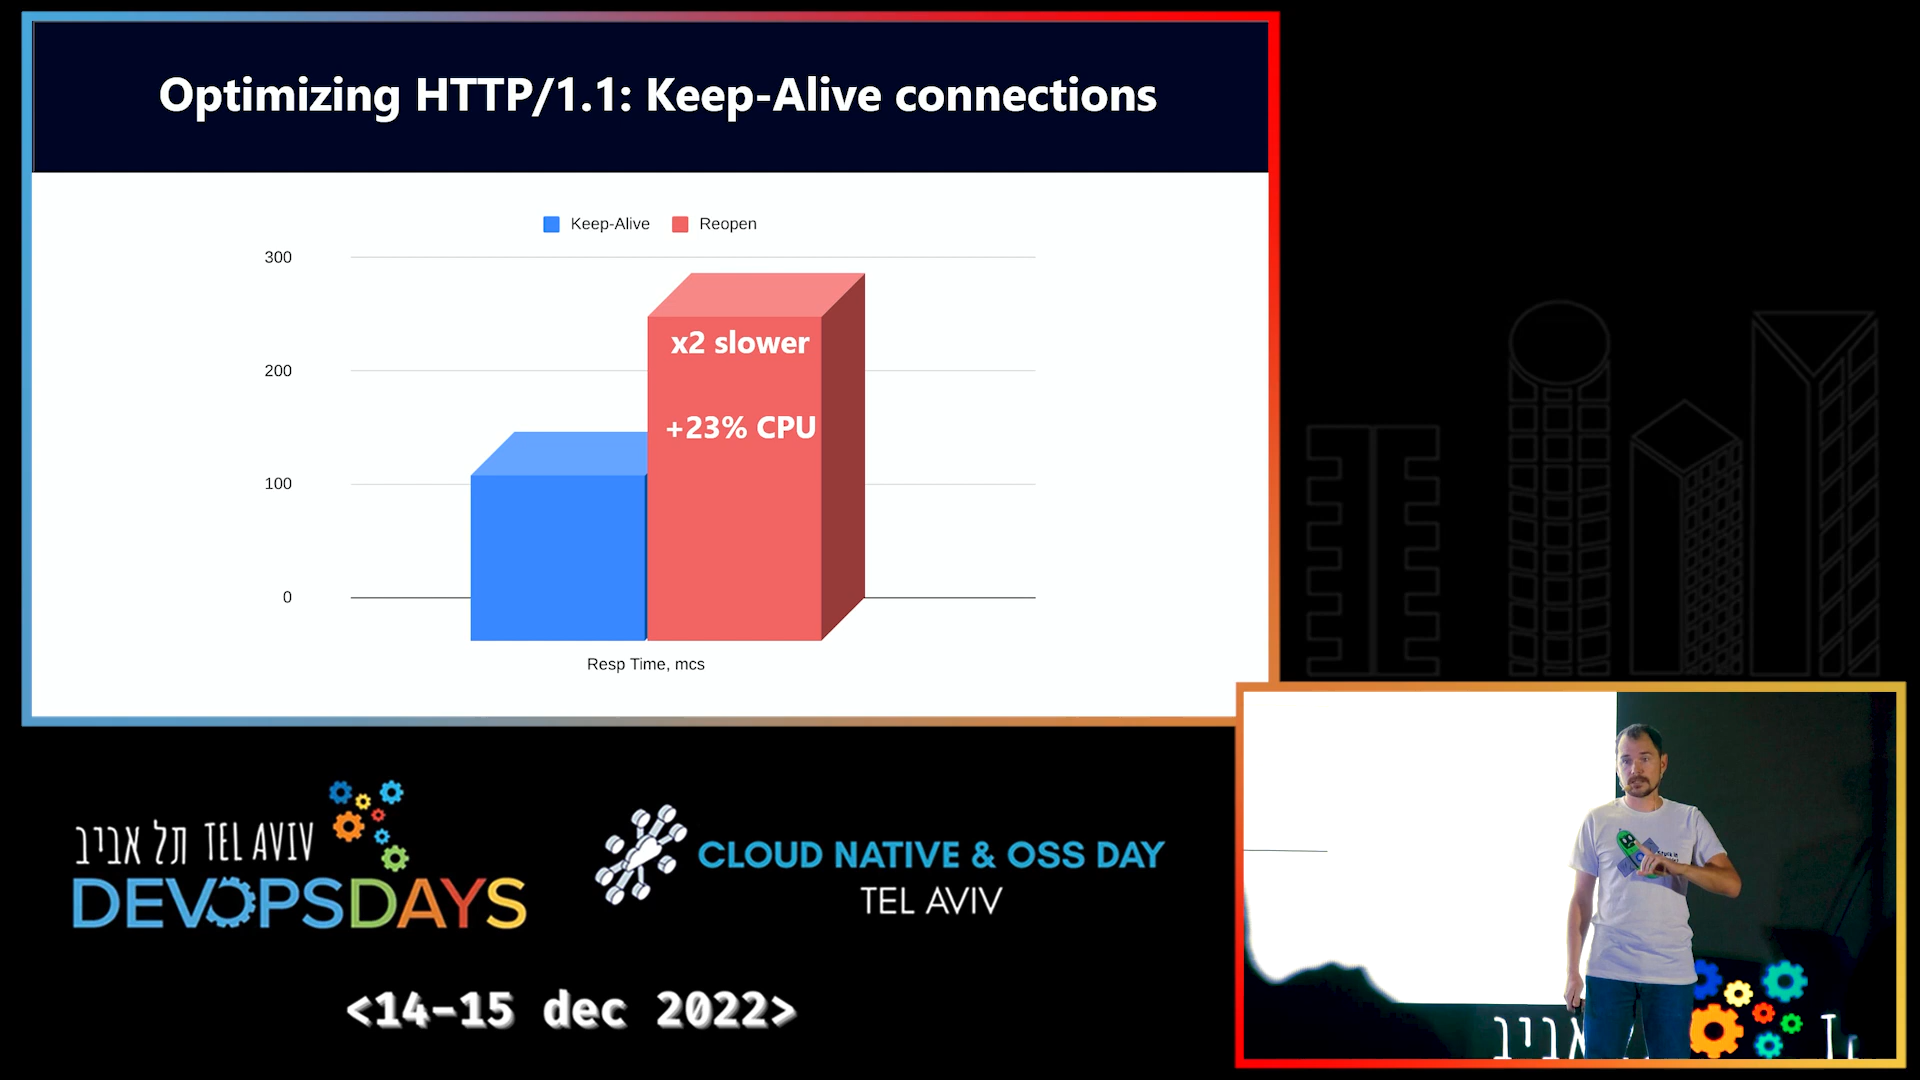 Optimizing HTTP/1.1: Keep-Alive connections
Keep-Alive Reopen
300
200
100
0
x2 slower
+23% CPU
Resp Time, mcs
תל אביב TEL AVIV
DEVOPSDAYS
CLOUD NATIVE & OSS DAY
TEL AVIV
<14-15 dec 2022>